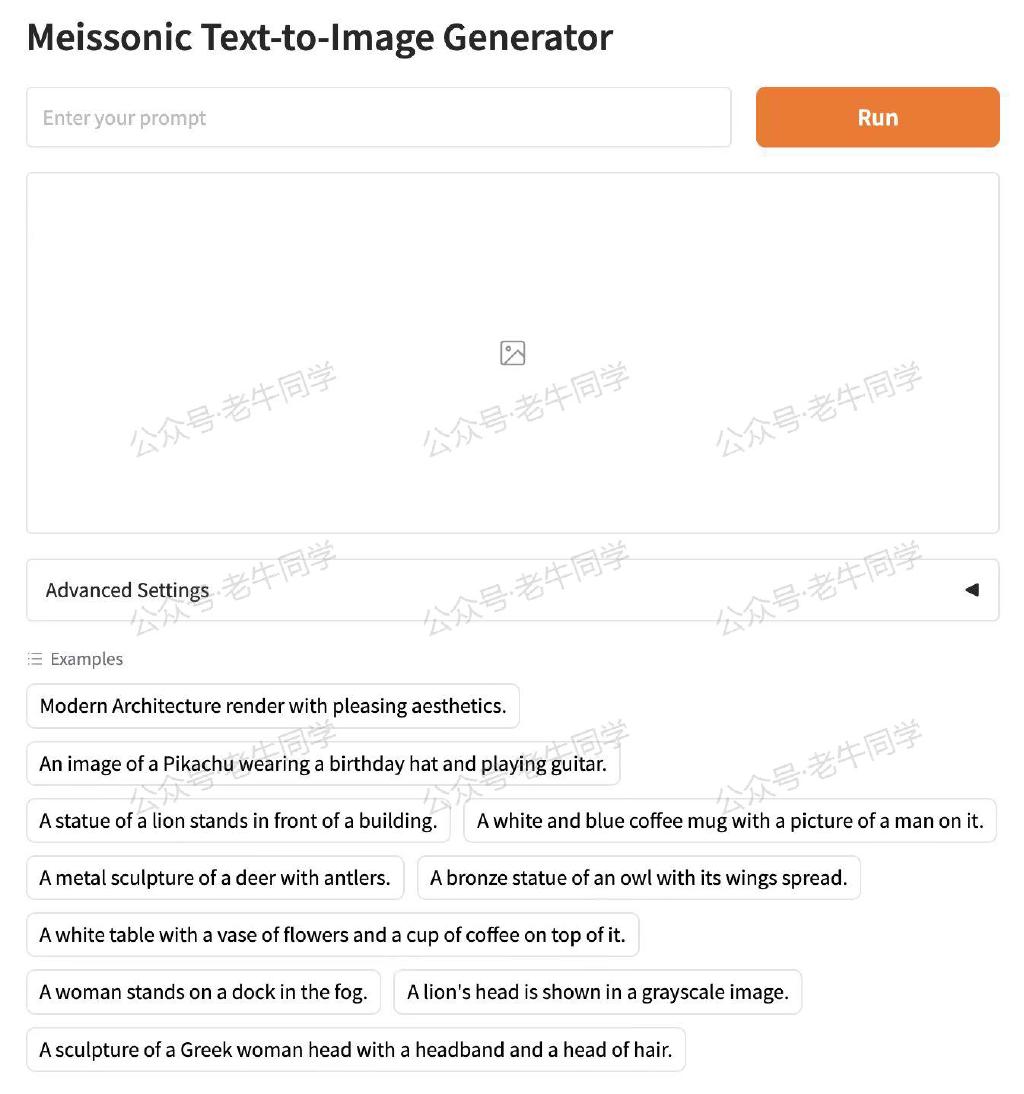 Meissonic Text-to-Image Generator
Enter your prompt
Run
公众号·老牛同学 公众号·老牛同学 公众号·老牛同学
Advanced Settings
公众号·老牛同学 公众号·老牛同学 公众号·老牛同学
Examples
Modern Architecture render with pleasing aesthetics.
An image of a Pikachu wearing a birthday hat and playing guitar.
公众号·老牛同学 公众号·老牛同学 公众号·老牛同学
A statue of a lion stands in front of a building.
A white and blue coffee mug with a picture of a man on it.
A metal sculpture of a deer with antlers.
A bronze statue of an owl with its wings spread.
A white table with a vase of flowers and a cup of coffee on top of it.
A woman stands on a dock in the fog.
A lion's head is shown in a grayscale image.
A sculpture of a Greek woman head with a headband and a head of hair.